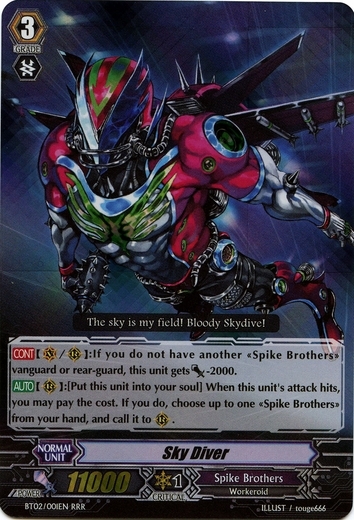 3
GRADE
The sky is my field! Bloody Skydive!
CONT[ V / R ]:If you do not have another «Spike Brothers»
vanguard or rear-guard, this unit gets -2000.
AUTO[ R ]:[Put this unit into your soul] When this unit's attack hits,
you may pay the cost. If you do, choose up to one «Spike Brothers»
from your hand, and call it to R .
NORMAL
UNIT
Sky Diver
POWER 11000 1 CRITICAL
Spike Brothers
Workeroid
BT02/001EN RRR
ILLUST / touge666